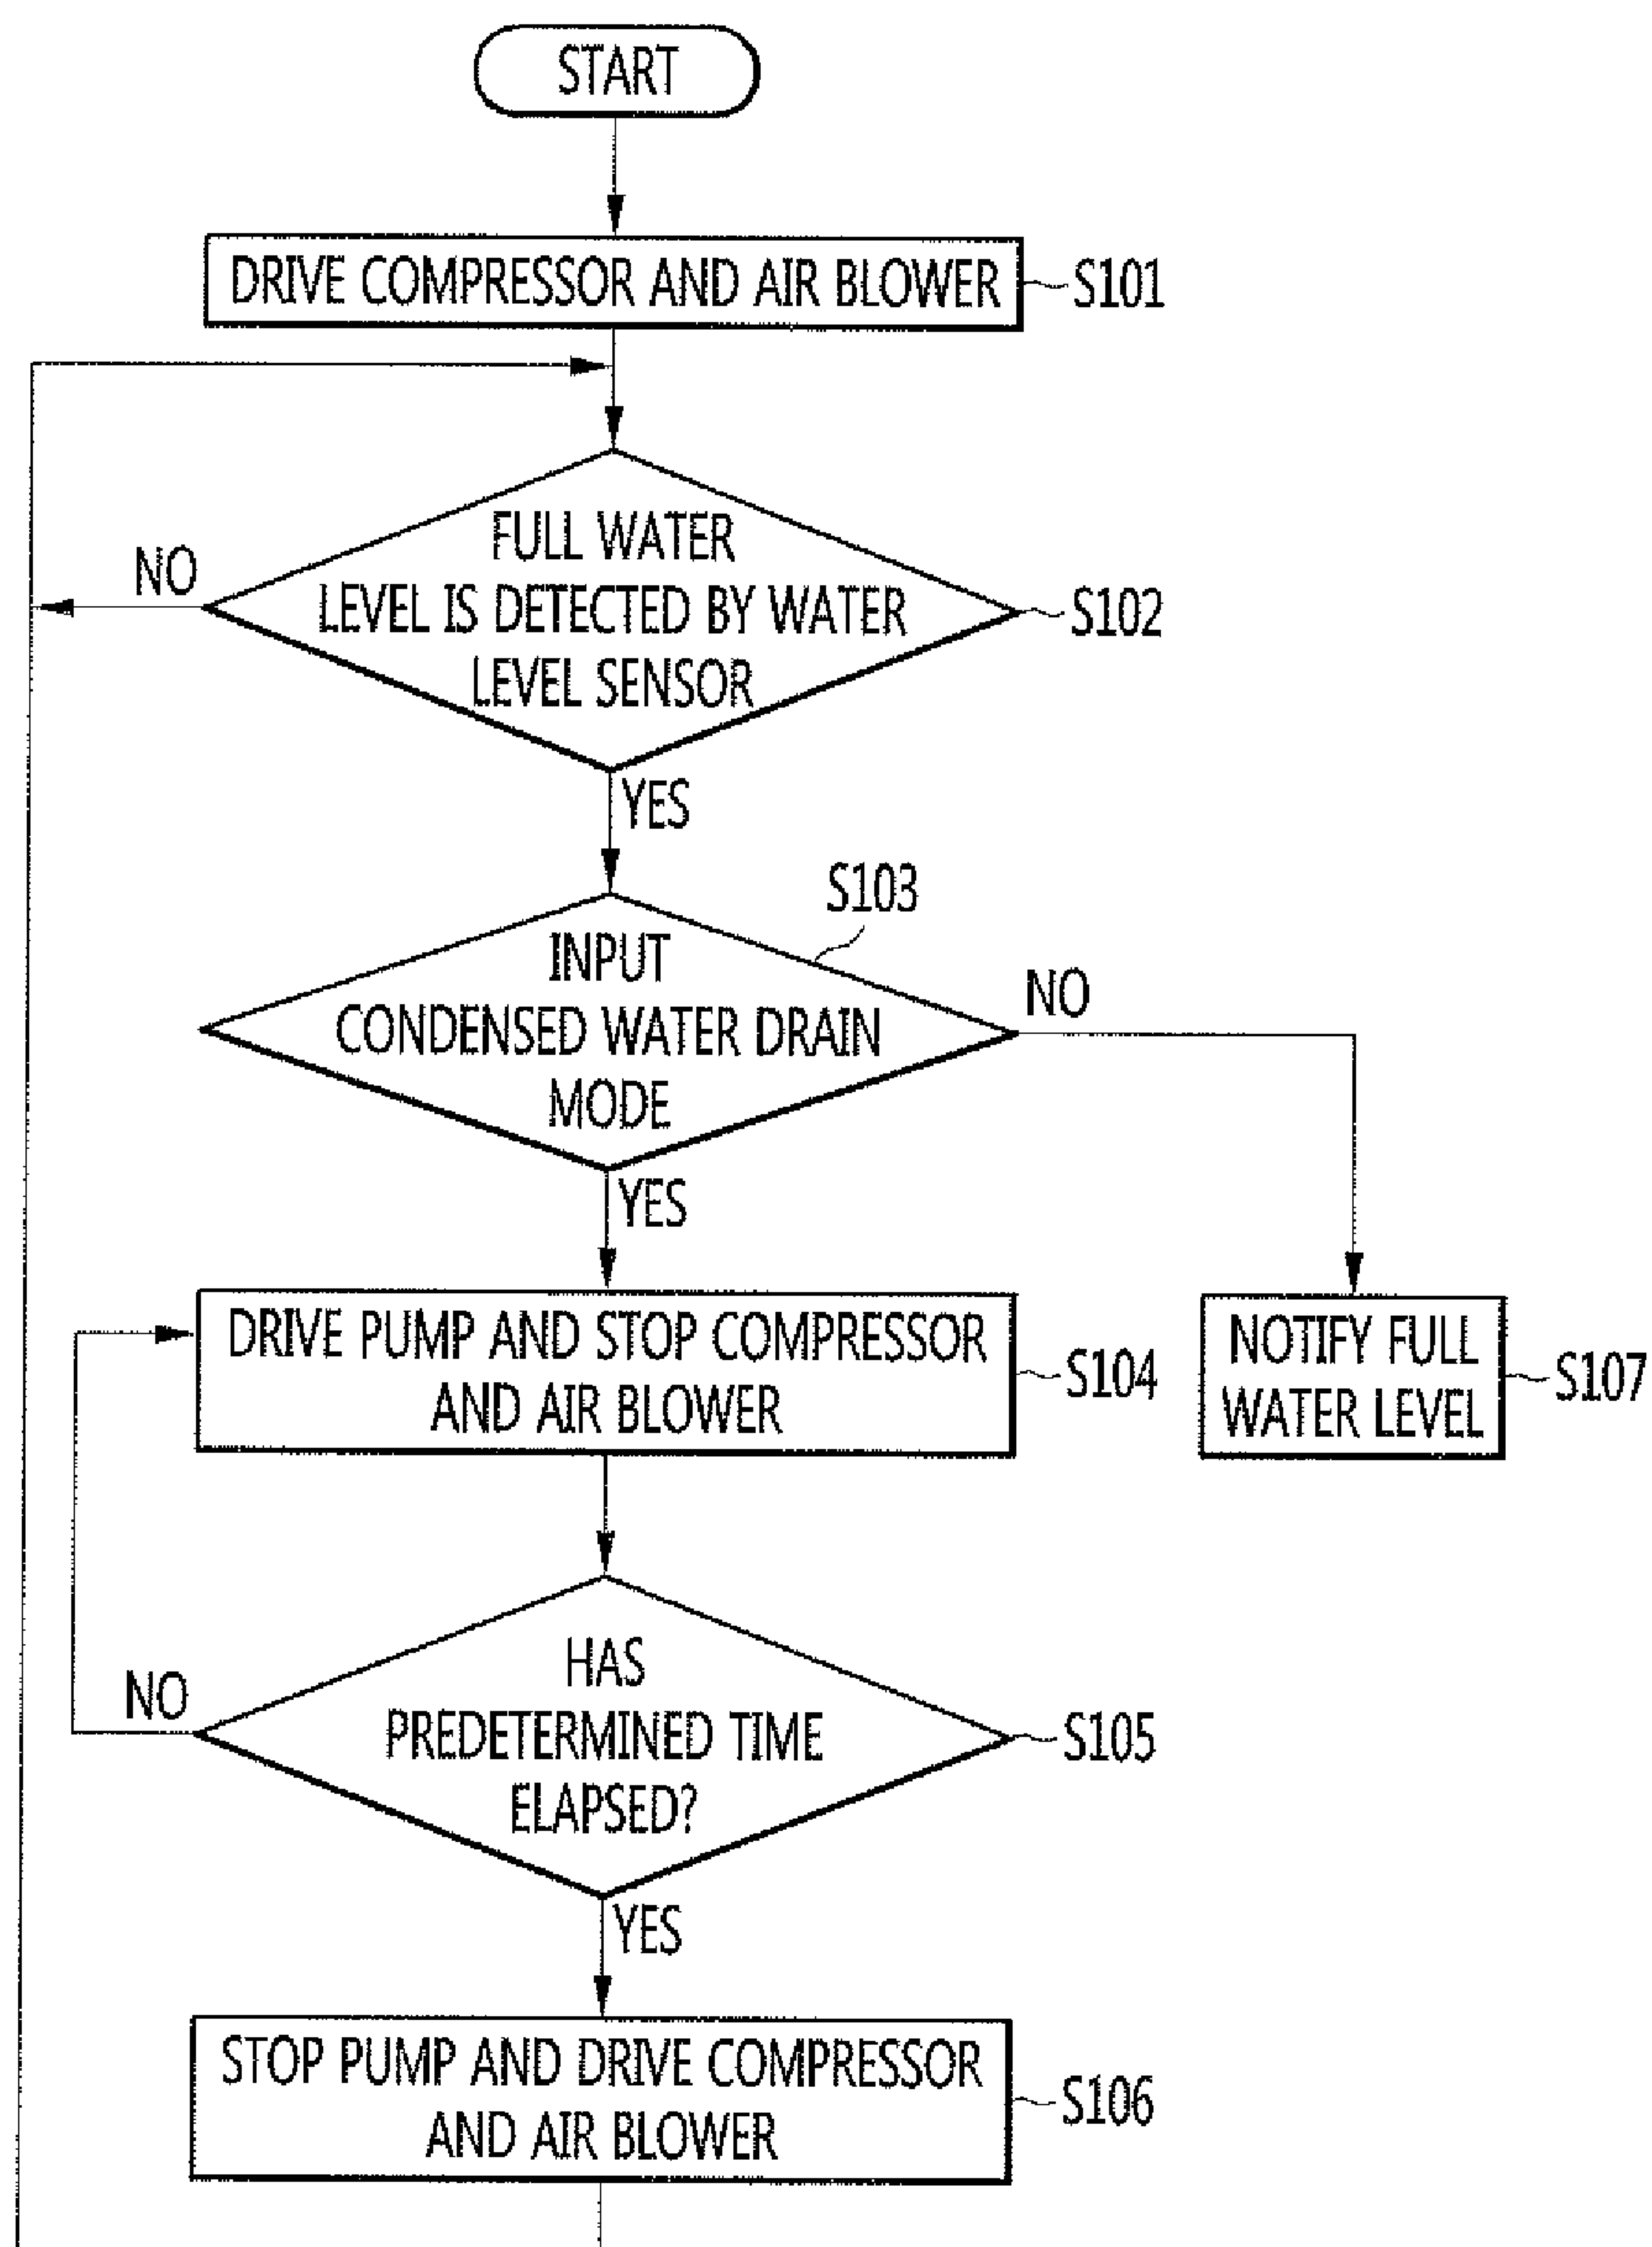 START
DRIVE COMPRESSOR AND AIR BLOWER
S101
FULL WATER
LEVEL IS DETECTED BY WATER
LEVEL SENSOR
NO
S102
YES
S103
INPUT
CONDENSED WATER DRAIN
MODE
NO
YES
DRIVE PUMP AND STOP COMPRESSOR
AND AIR BLOWER
S104
NOTIFY FULL
WATER LEVEL
S107
HAS
PREDETERMINED TIME
ELAPSED?
NO
S105
YES
STOP PUMP AND DRIVE COMPRESSOR
AND AIR BLOWER
S106